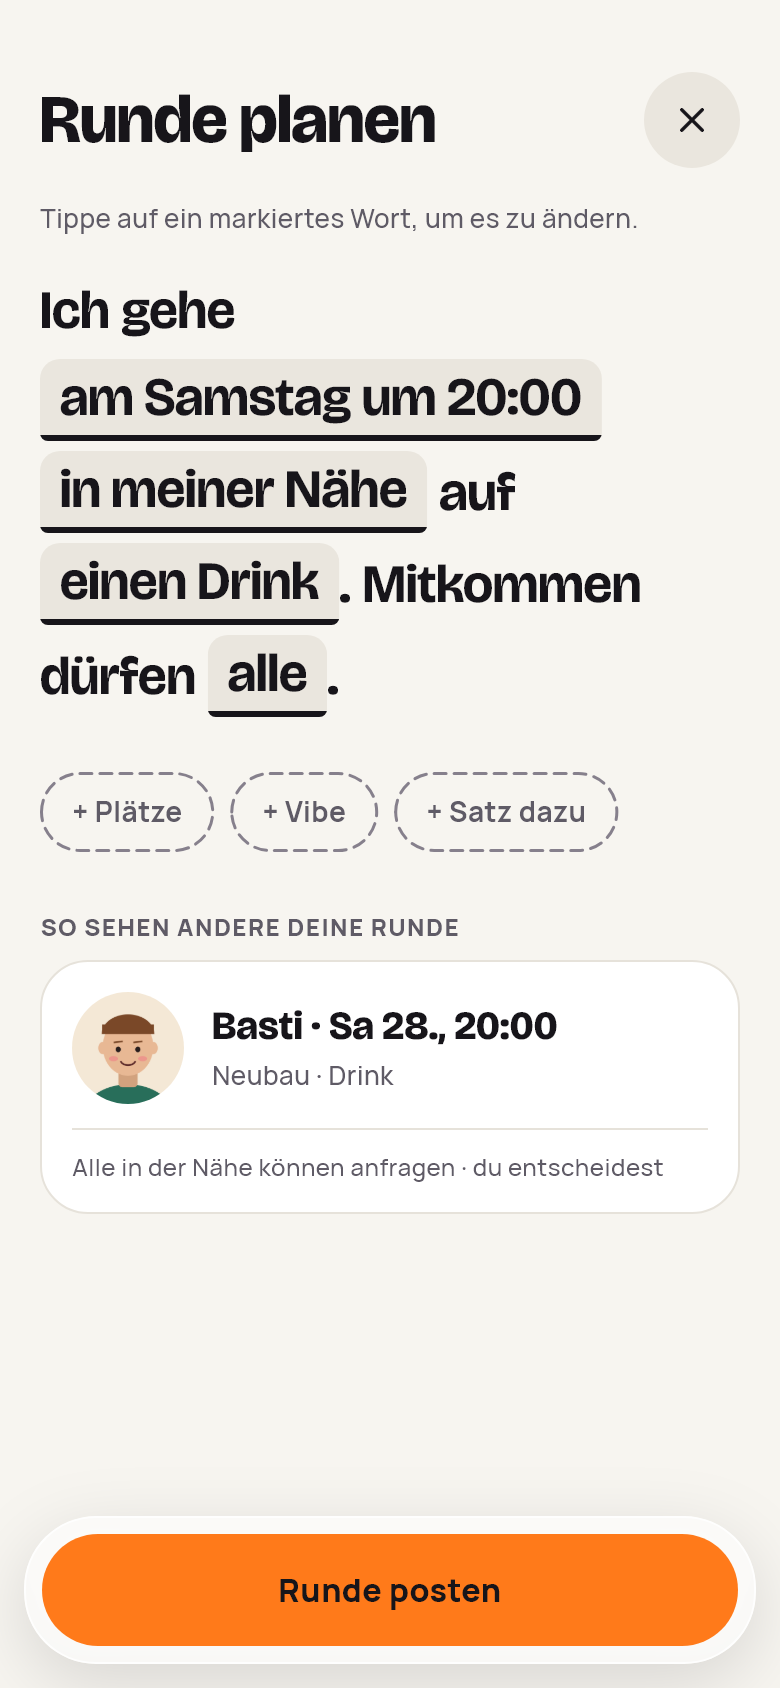 Runde planen
Tippe auf ein markiertes Wort, um es zu ändern.
Ich gehe
am Samstag um 20:00
in meiner Nähe auf
einen Drink. Mitkommen
dürfen alle.
+ Plätze + Vibe + Satz dazu
SO SEHEN ANDERE DEINE RUNDE
Basti · Sa 28., 20:00
Neubau · Drink
Alle in der Nähe können anfragen · du entscheidest
Runde posten